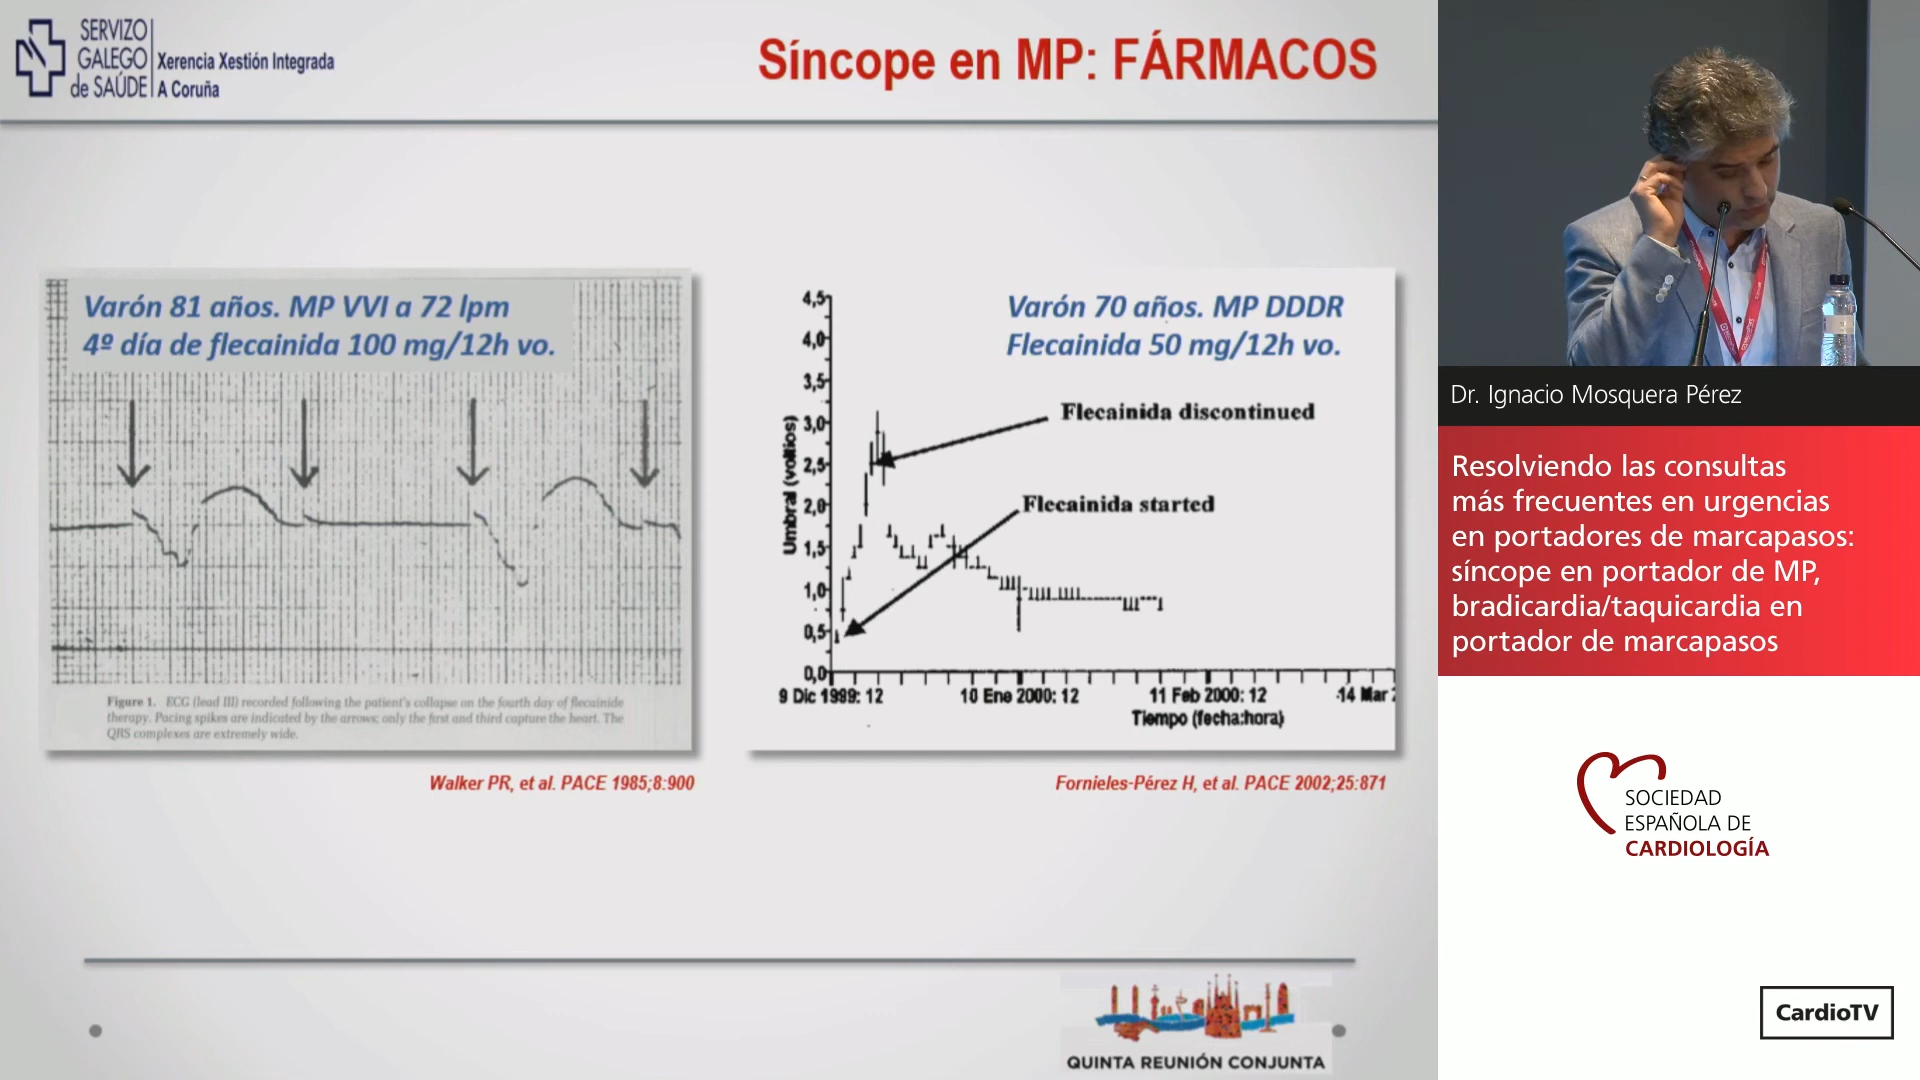 SERVIZO
GALEGO
de SAÚDE
Xerencia Xestión Integrada
A Coruña
Síncope en MP: FÁRMACOS
Varón 81 años. MP VVI a 72 lpm
4º día de flecainida 100 mg/12h vo.
Figure 1. ECG (lead III) recorded following the patient's collapse on the fourth day of flecainide
therapy. Pacing spikes are indicated by the arrows; only the first and third capture the heart. The
QRS complexes are extremely wide.
Walker PR, et al. PACE 1985;8:900
Varón 70 años. MP DDDR
Flecainida 50 mg/12h vo.
Umbral (voltios)
4,5
4,0
3,5
3,0
2,5
2,0
1,5
1,0
0,5
0,0
Flecainida discontinued
Flecainida started
9 Dic 1999: 12
10 Ene 2000: 12
11 Feb 2000: 12
14 Mar
Tiempo (fecha:hora)
Fornieles-Pérez H, et al. PACE 2002;25:871
QUINTA REUNIÓN CONJUNTA
Dr. Ignacio Mosquera Pérez
Resolviendo las consultas
más frecuentes en urgencias
en portadores de marcapasos:
síncope en portador de MP,
bradicardia/taquicardia en
portador de marcapasos
SOCIEDAD
ESPAÑOLA DE
CARDIOLOGÍA
CardioTV